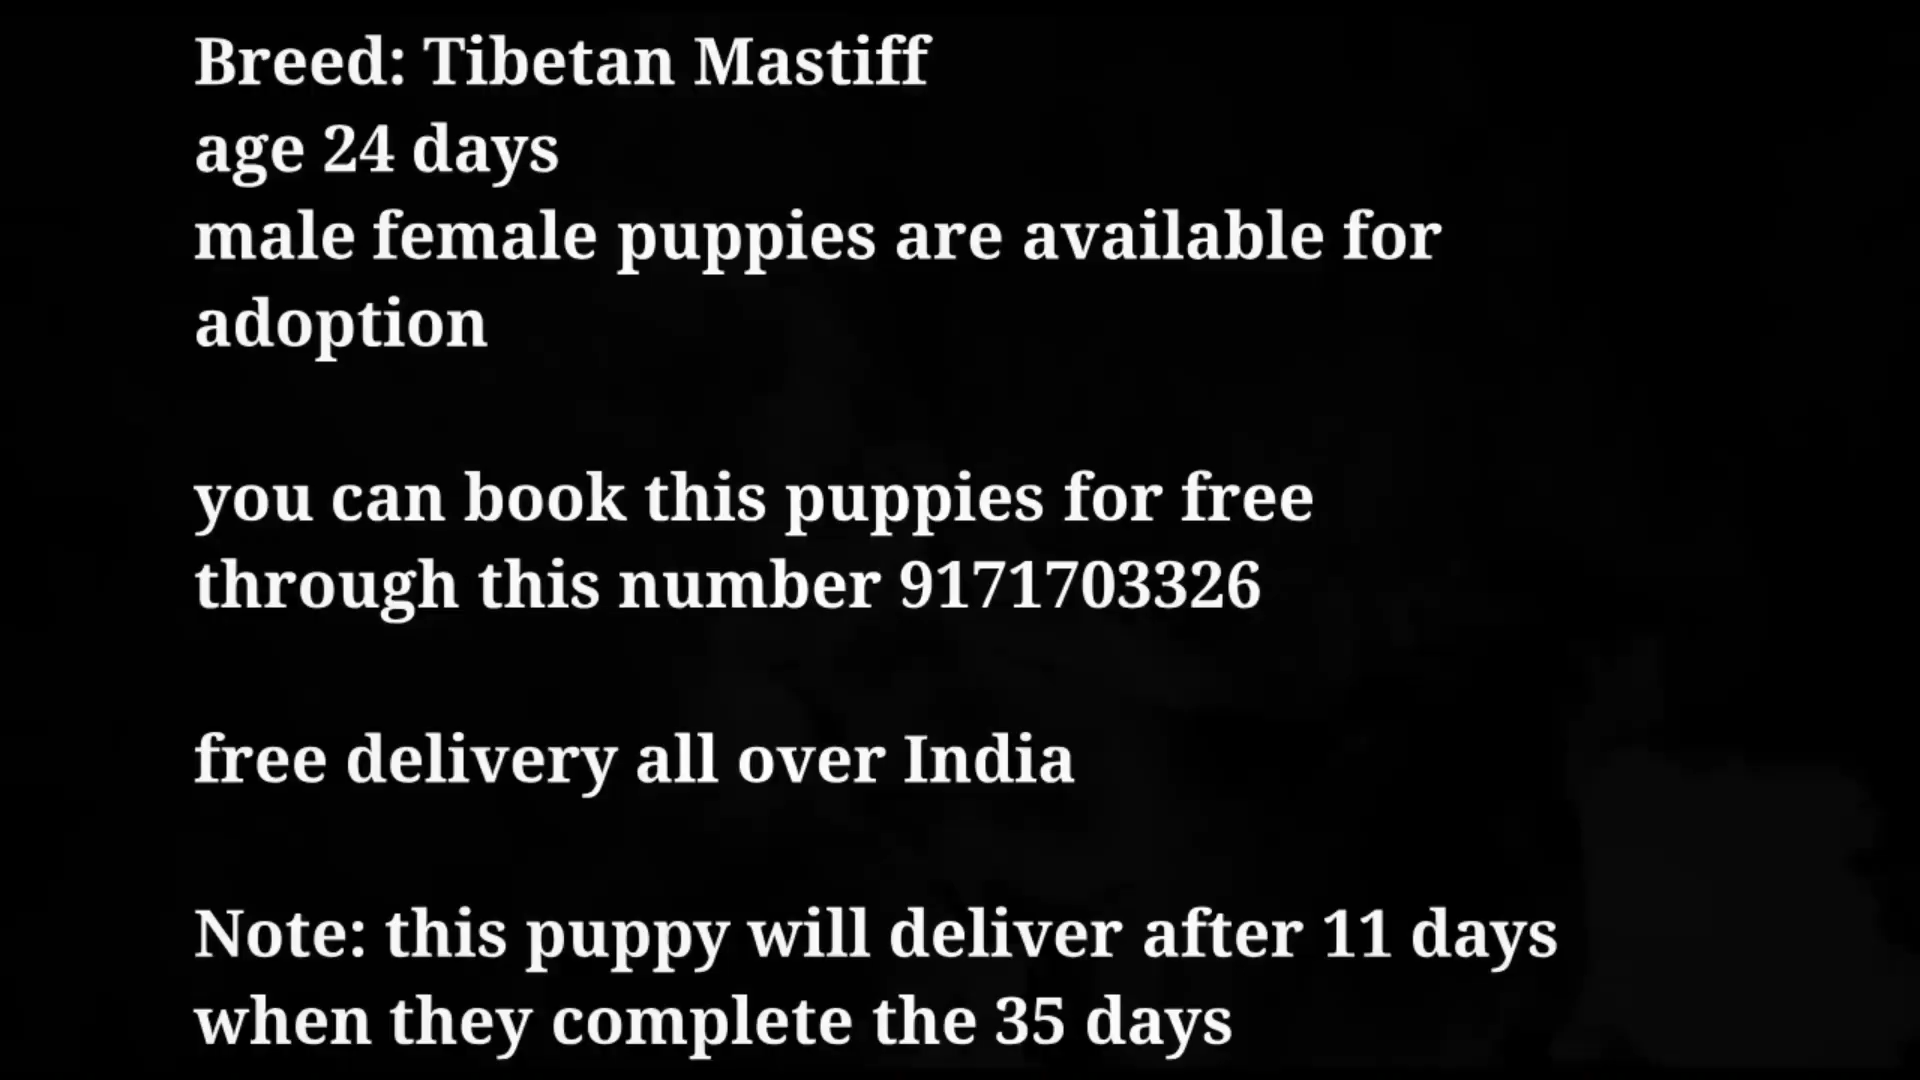 Breed: Tibetan Mastiff
age 24 days
male female puppies are available for
adoption
you can book this puppies for free
through this number 9171703326
free delivery all over India
Note: this puppy will deliver after 11 days
when they complete the 35 days